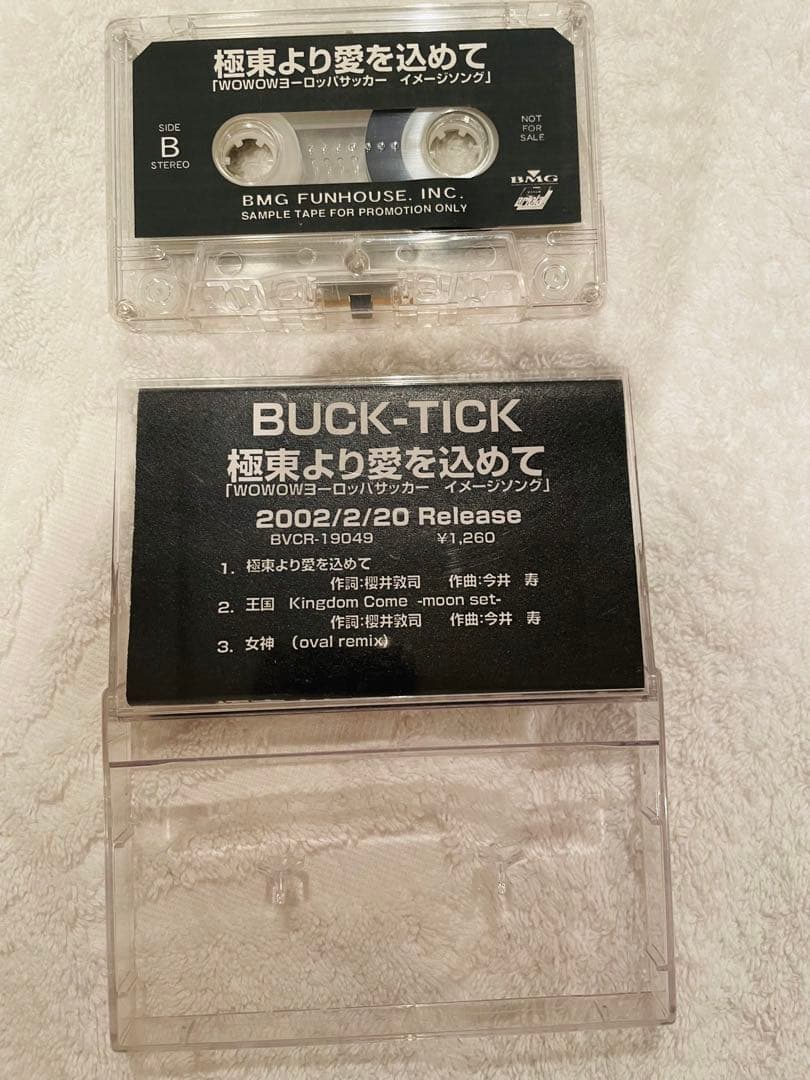 極東より愛を込めて
「WOWOWヨーロッパサッカー　イメージソング」
SIDE
B
STEREO
NOT
FOR
SALE
BMG
BMG FUNHOUSE. INC.
SAMPLE TAPE FOR PROMOTION ONLY
BUCK-TICK
極東より愛を込めて
「WOWOWヨーロッパサッカー　イメージソング」
2002/2/20 Release
BVCR-19049　¥1,260
1. 極東より愛を込めて
作詞:櫻井敦司　作曲:今井　寿
2. 王国　Kingdom Come -moon set-
作詞:櫻井敦司　作曲:今井　寿
3. 女神　（oval remix）